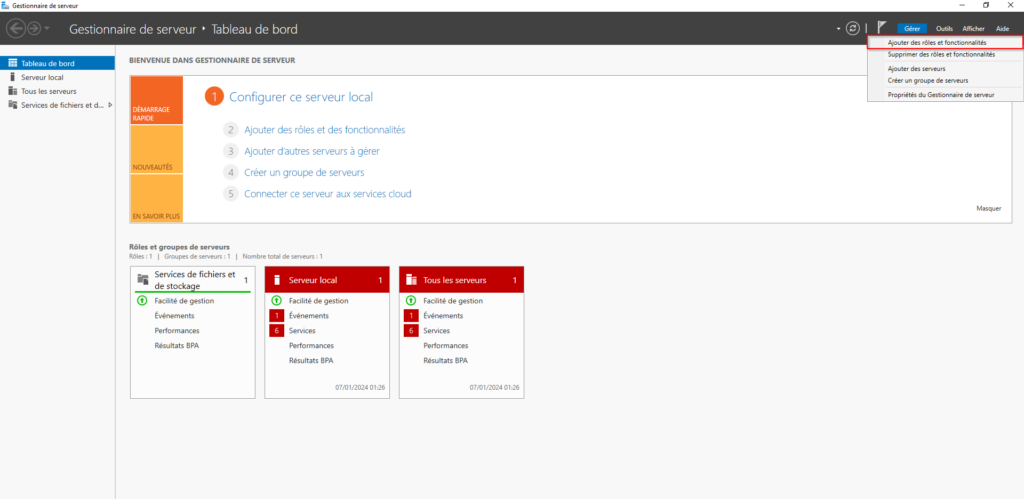 Gestionnaire de serveur
Gestionnaire de serveur ‣ Tableau de bord
Gérer
Outils
Afficher
Aide
Ajouter des rôles et fonctionnalités
Supprimer des rôles et fonctionnalités
Ajouter des serveurs
Créer un groupe de serveurs
Propriétés du Gestionnaire de serveur
Tableau de bord
Serveur local
Tous les serveurs
Services de fichiers et d...
BIENVENUE DANS GESTIONNAIRE DE SERVEUR
DÉMARRAGE
RAPIDE
NOUVEAUTÉS
EN SAVOIR PLUS
1 Configurer ce serveur local
2 Ajouter des rôles et des fonctionnalités
3 Ajouter d'autres serveurs à gérer
4 Créer un groupe de serveurs
5 Connecter ce serveur aux services cloud
Masquer
Rôles et groupes de serveurs
Rôles : 1 | Groupes de serveurs : 1 | Nombre total de serveurs : 1
Services de fichiers et
de stockage
1
Facilité de gestion
Événements
Performances
Résultats BPA
Serveur local 1
Facilité de gestion
1 Événements
6 Services
Performances
Résultats BPA
07/01/2024 01:26
Tous les serveurs 1
Facilité de gestion
1 Événements
6 Services
Performances
Résultats BPA
07/01/2024 01:26